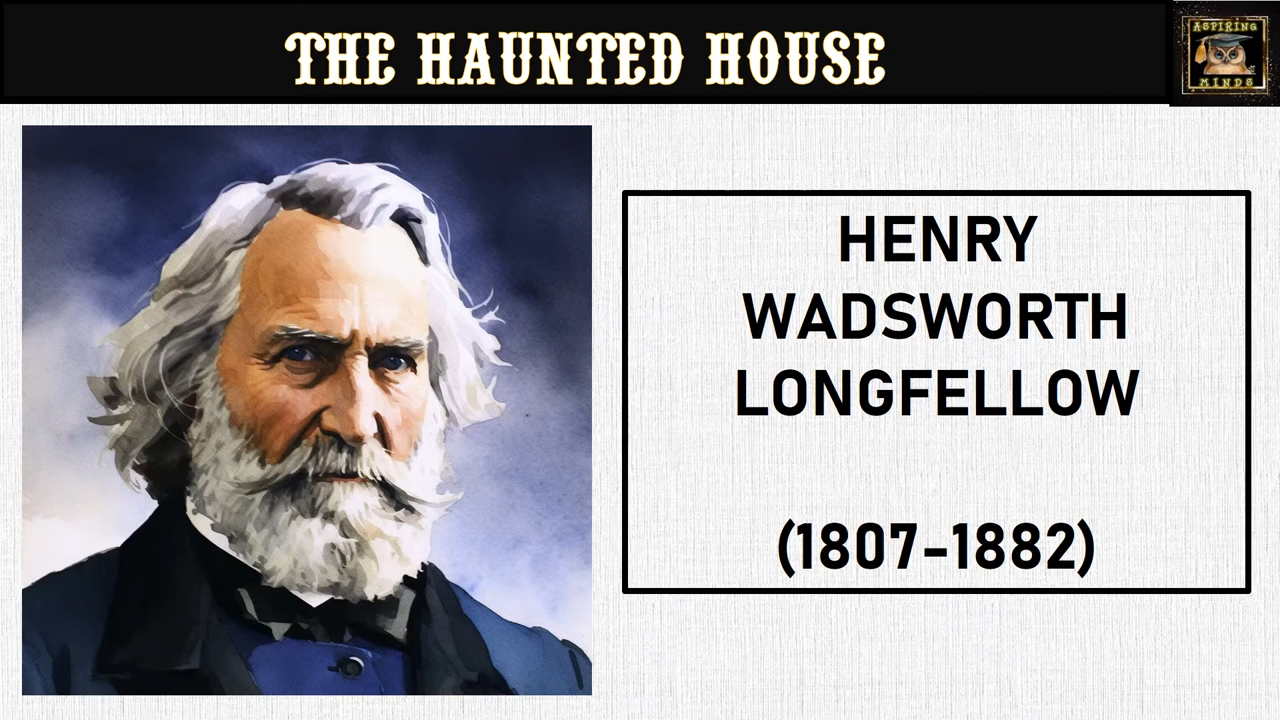 THE HAUNTED HOUSE
ASPIRING
MINDS
HENRY
WADSWORTH
LONGFELLOW
(1807-1882)